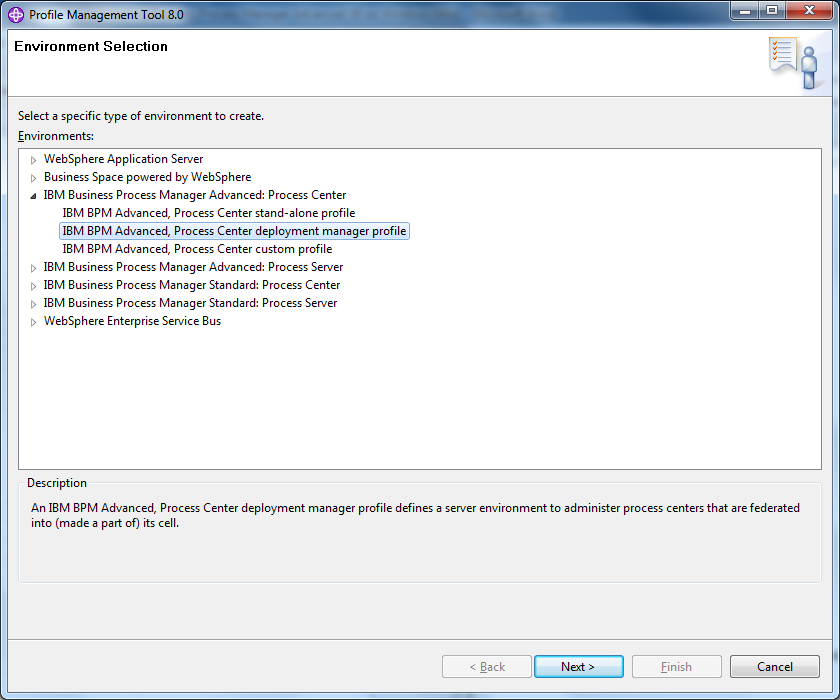 Profile Management Tool 8.0
Environment Selection
Select a specific type of environment to create.
Environments:
WebSphere Application Server
Business Space powered by WebSphere
IBM Business Process Manager Advanced: Process Center
IBM BPM Advanced, Process Center stand-alone profile
IBM BPM Advanced, Process Center deployment manager profile
IBM BPM Advanced, Process Center custom profile
IBM Business Process Manager Advanced: Process Server
IBM Business Process Manager Standard: Process Center
IBM Business Process Manager Standard: Process Server
WebSphere Enterprise Service Bus
Description
An IBM BPM Advanced, Process Center deployment manager profile defines a server environment to administer process centers that are federated
into (made a part of) its cell.
< Back Next > Finish Cancel